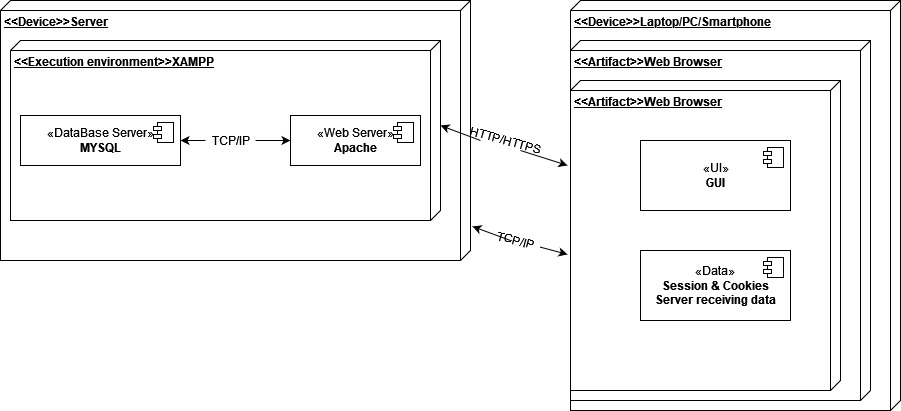 <<Device>>Server
<<Execution environment>>XAMPP
«DataBase Server»
MYSQL
TCP/IP
«Web Server»
Apache
HTTP/HTTPS
TCP/IP
<<Device>>Laptop/PC/Smartphone
<<Artifact>>Web Browser
<<Artifact>>Web Browser
«UI»
GUI
«Data»
Session & Cookies
Server receiving data